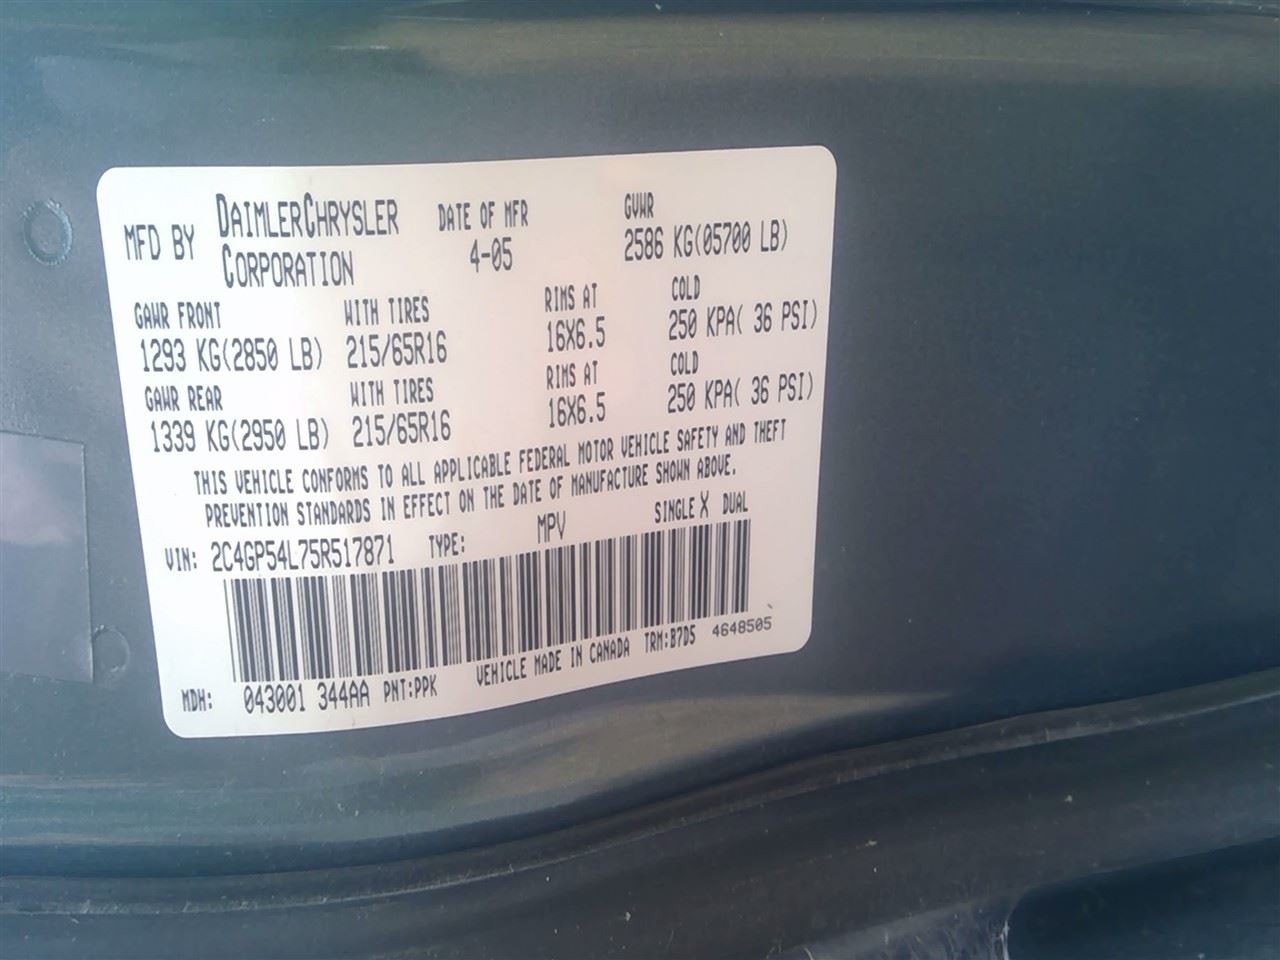 MFD BY DAIMLERCHRYSLER CORPORATION DATE OF MFR 4-05 GVWR 2586 KG(05700 LB)
GAWR FRONT WITH TIRES RIMS AT COLD
1293 KG(2850 LB) 215/65R16 16X6.5 250 KPA( 36 PSI)
GAWR REAR WITH TIRES RIMS AT COLD
1339 KG(2950 LB) 215/65R16 16X6.5 250 KPA( 36 PSI)
THIS VEHICLE CONFORMS TO ALL APPLICABLE FEDERAL MOTOR VEHICLE SAFETY AND THEFT
PREVENTION STANDARDS IN EFFECT ON THE DATE OF MANUFACTURE SHOWN ABOVE.
VIN: 2C4GP54L75R517871 TYPE: MPV SINGLE X DUAL
MDH: 043001 344AA PNT:PPK VEHICLE MADE IN CANADA TRM:B7D5 4648505